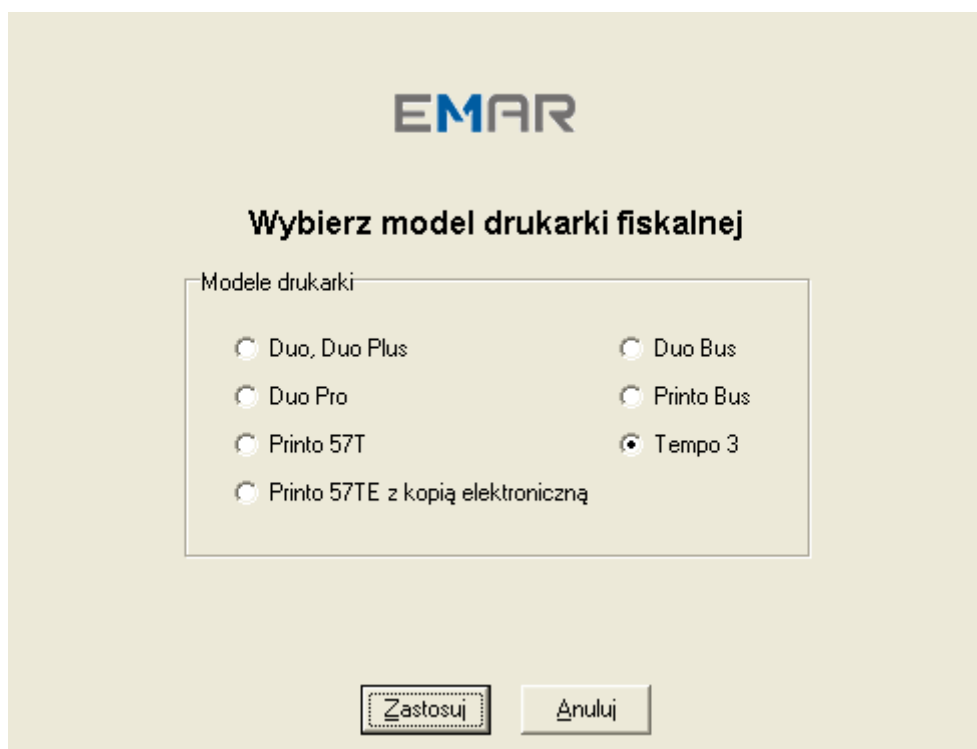 EMAR
Wybierz model drukarki fiskalnej
Modele drukarki
Duo, Duo Plus
Duo Bus
Duo Pro
Printo Bus
Printo 57T
Tempo 3
Printo 57TE z kopią elektroniczną
Zastosuj
Anuluj